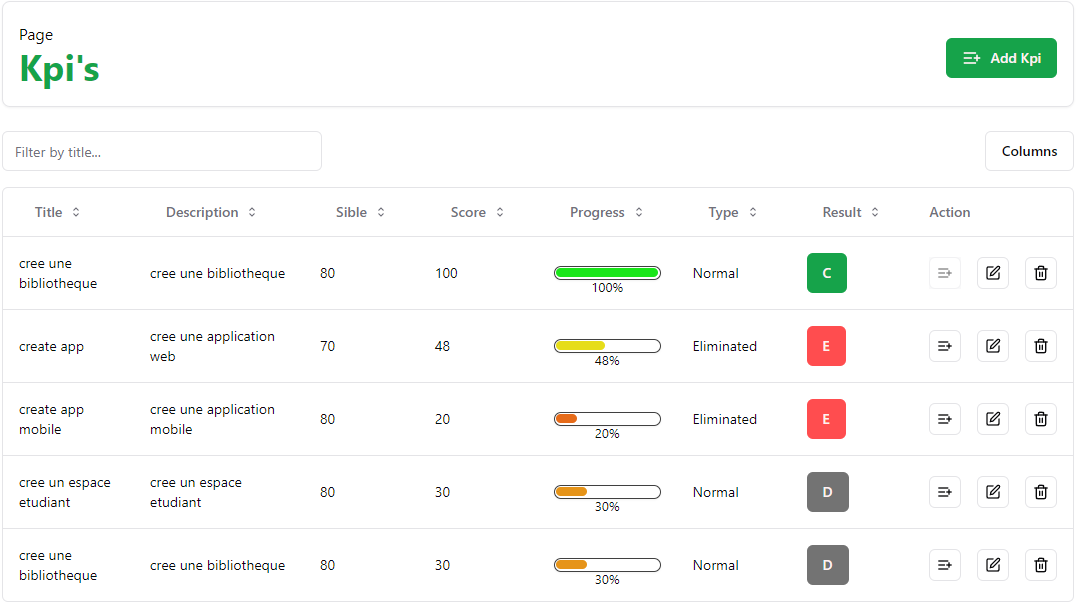 Page
Kpi's
Add Kpi
Filter by title...
Columns
Title Description Sible Score Progress Type Result Action
cree une
bibliotheque
cree une bibliotheque
80
100
100%
Normal
C
create app
cree une application
web
70
48
48%
Eliminated
E
create app
mobile
cree une application
mobile
80
20
20%
Eliminated
E
cree un espace
etudiant
cree un espace
etudiant
80
30
30%
Normal
D
cree une
bibliotheque
cree une bibliotheque
80
30
30%
Normal
D